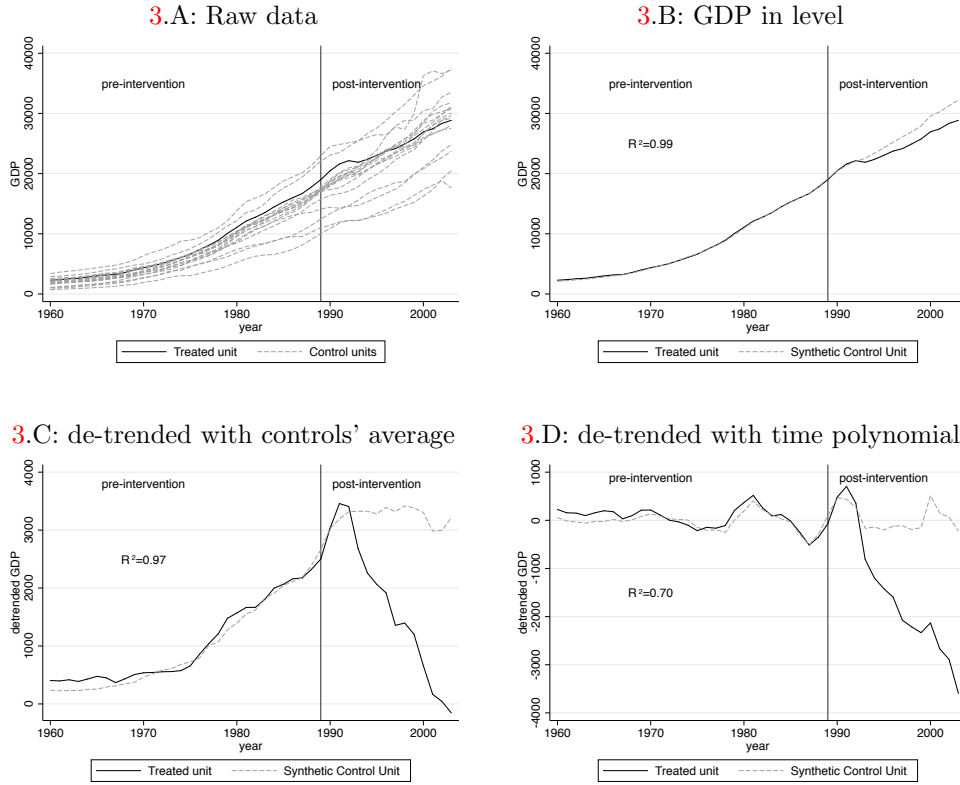 3.A: Raw data
40000
30000
20000
10000
0
GDP
pre-intervention
post-intervention
1960
1970
1980
1990
2000
year
Treated unit
Control units
3.B: GDP in level
40000
30000
20000
10000
0
GDP
pre-intervention
post-intervention
R²=0.99
1960
1970
1980
1990
2000
year
Treated unit
Synthetic Control Unit
3.C: de-trended with controls' average
4000
3000
2000
1000
0
detrended GDP
pre-intervention
post-intervention
R²=0.97
1960
1970
1980
1990
2000
year
Treated unit
Synthetic Control Unit
3.D: de-trended with time polynomial
1000
0
-1000
-2000
-3000
-4000
detrended GDP
pre-intervention
post-intervention
R²=0.70
1960
1970
1980
1990
2000
year
Treated unit
Synthetic Control Unit